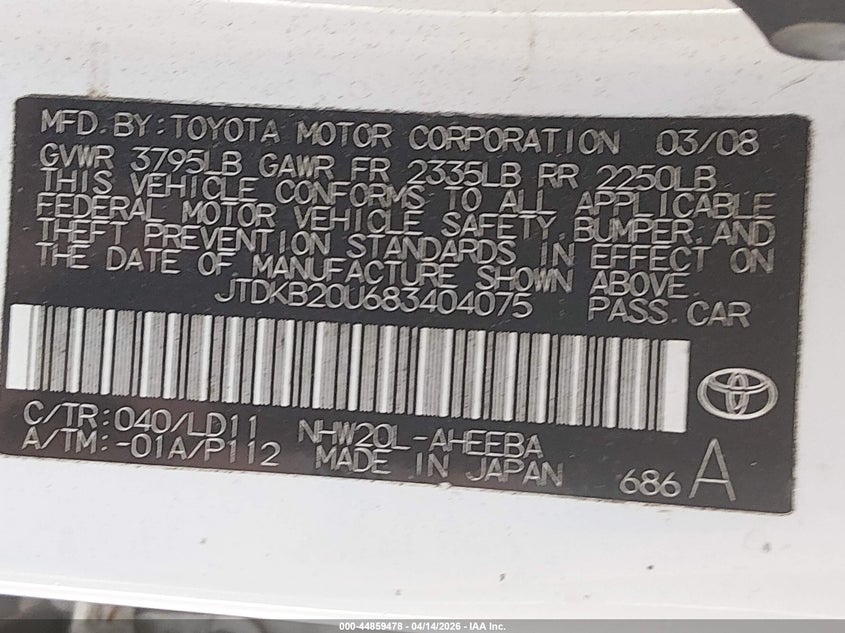 MFD. BY: TOYOTA MOTOR CORPORATION 03/08
GVWR 3795LB GAWR FR 2335LB RR 2250LB
THIS VEHICLE CONFORMS TO ALL APPLICABLE
FEDERAL MOTOR VEHICLE SAFETY, BUMPER, AND
THEFT PREVENTION STANDARDS IN EFFECT ON
THE DATE OF MANUFACTURE SHOWN ABOVE.
JTDKB20U683404075 PASS. CAR
C/TR: 040/LD11 NHW20L-AHEEBA
A/TM: -01A/P112 MADE IN JAPAN 686 A
000-44859478 - 04/14/2026 - IAA Inc.